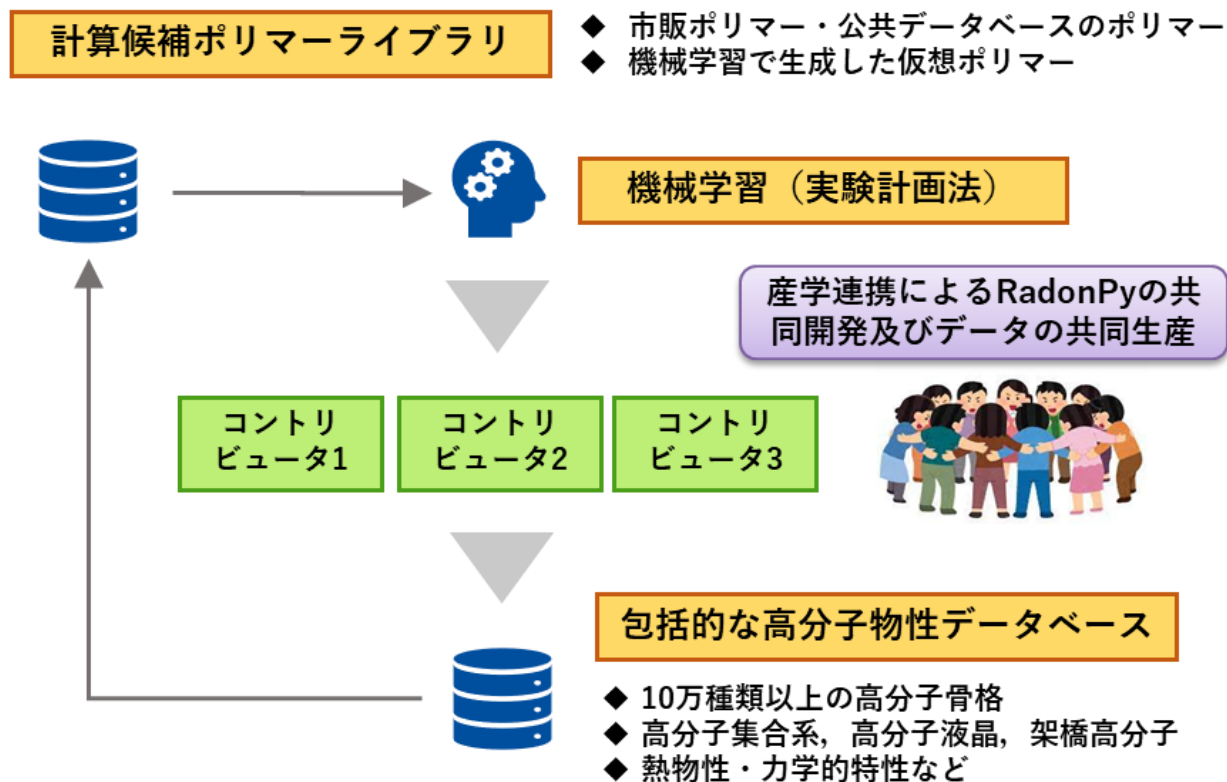 計算候補ポリマーライブラリ
◆ 市販ポリマー・公共データベースのポリマー
◆ 機械学習で生成した仮想ポリマー
機械学習（実験計画法）
産学連携によるRadonPyの共
同開発及びデータの共同生産
コントリ
ビュータ1
コントリ
ビュータ2
コントリ
ビュータ3
包括的な高分子物性データベース
◆ 10万種類以上の高分子骨格
◆ 高分子集合系，高分子液晶，架橋高分子
◆ 熱物性・力学的特性など